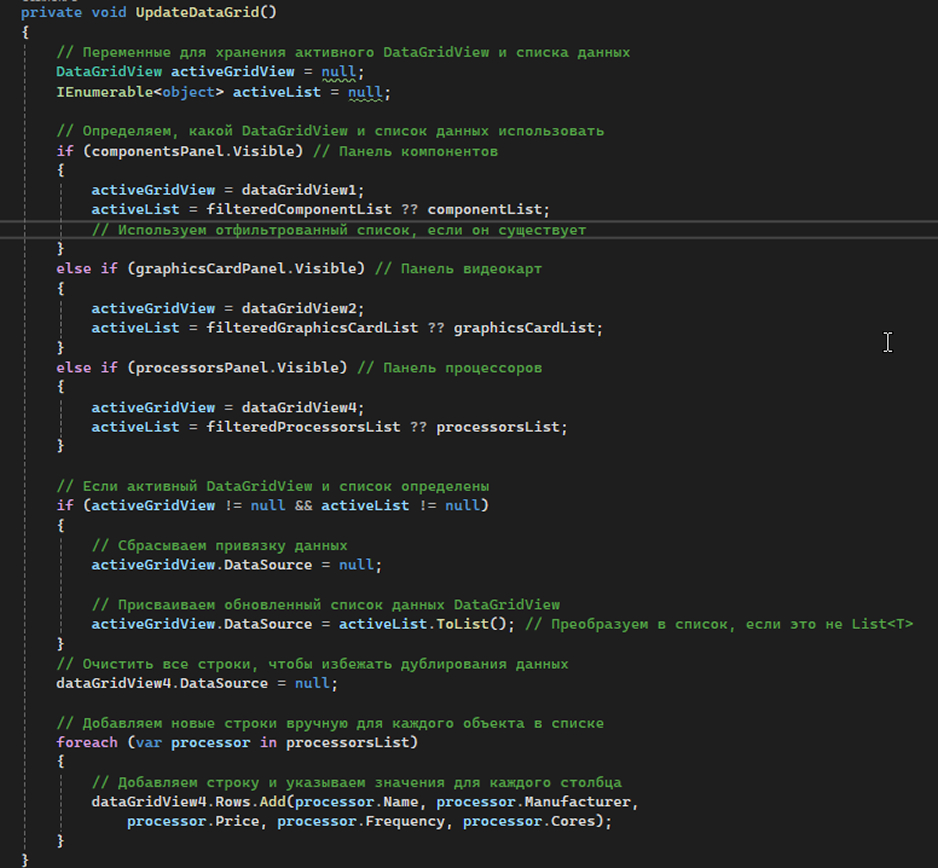 private void UpdateDataGrid()
{
// Переменные для хранения активного DataGridView и списка данных
DataGridView activeGridView = null;
IEnumerable<object> activeList = null;
// Определяем, какой DataGridView и список данных использовать
if (componentsPanel.Visible) // Панель компонентов
{
activeGridView = dataGridView1;
activeList = filteredComponentList ?? componentList;
// Используем отфильтрованный список, если он существует
}
else if (graphicsCardPanel.Visible) // Панель видеокарт
{
activeGridView = dataGridView2;
activeList = filteredGraphicsCardList ?? graphicsCardList;
}
else if (processorsPanel.Visible) // Панель процессоров
{
activeGridView = dataGridView4;
activeList = filteredProcessorsList ?? processorsList;
}
// Если активный DataGridView и список определены
if (activeGridView != null && activeList != null)
{
// Сбрасываем привязку данных
activeGridView.DataSource = null;
// Присваиваем обновленный список данных DataGridView
activeGridView.DataSource = activeList.ToList(); // Преобразуем в список, если это не List<T>
}
// Очистить все строки, чтобы избежать дублирования данных
dataGridView4.DataSource = null;
// Добавляем новые строки вручную для каждого объекта в списке
foreach (var processor in processorsList)
{
// Добавляем строку и указываем значения для каждого столбца
dataGridView4.Rows.Add(processor.Name, processor.Manufacturer,
processor.Price, processor.Frequency, processor.Cores);
}
}